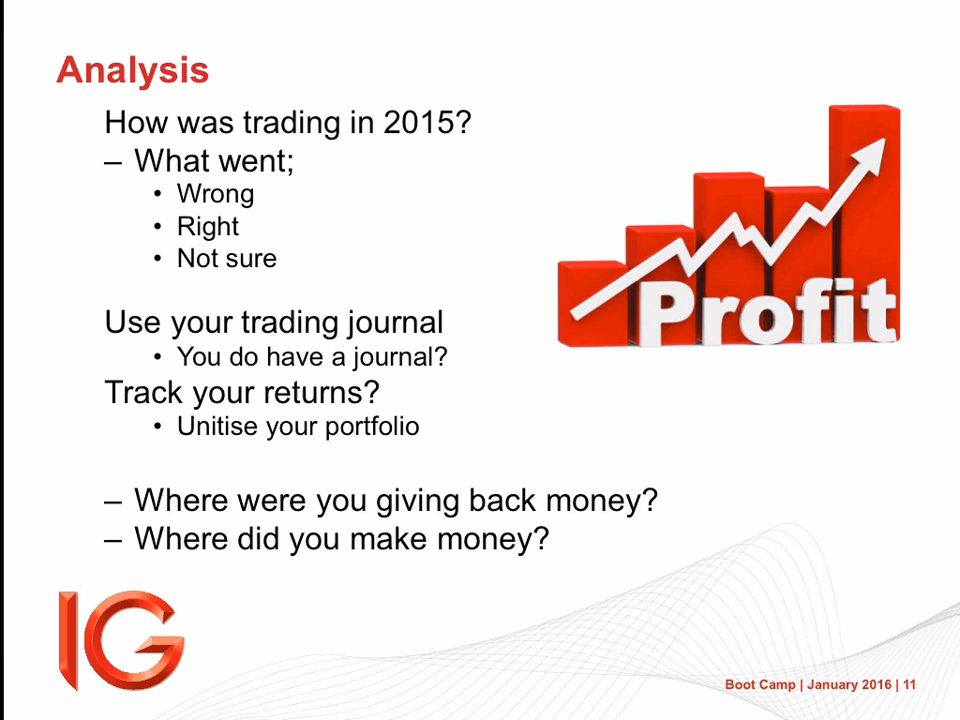 Analysis
How was trading in 2015?
– What went;
• Wrong
• Right
• Not sure
Profit
Use your trading journal
• You do have a journal?
Track your returns?
• Unitise your portfolio
– Where were you giving back money?
– Where did you make money?
IG
Boot Camp | January 2016 | 11